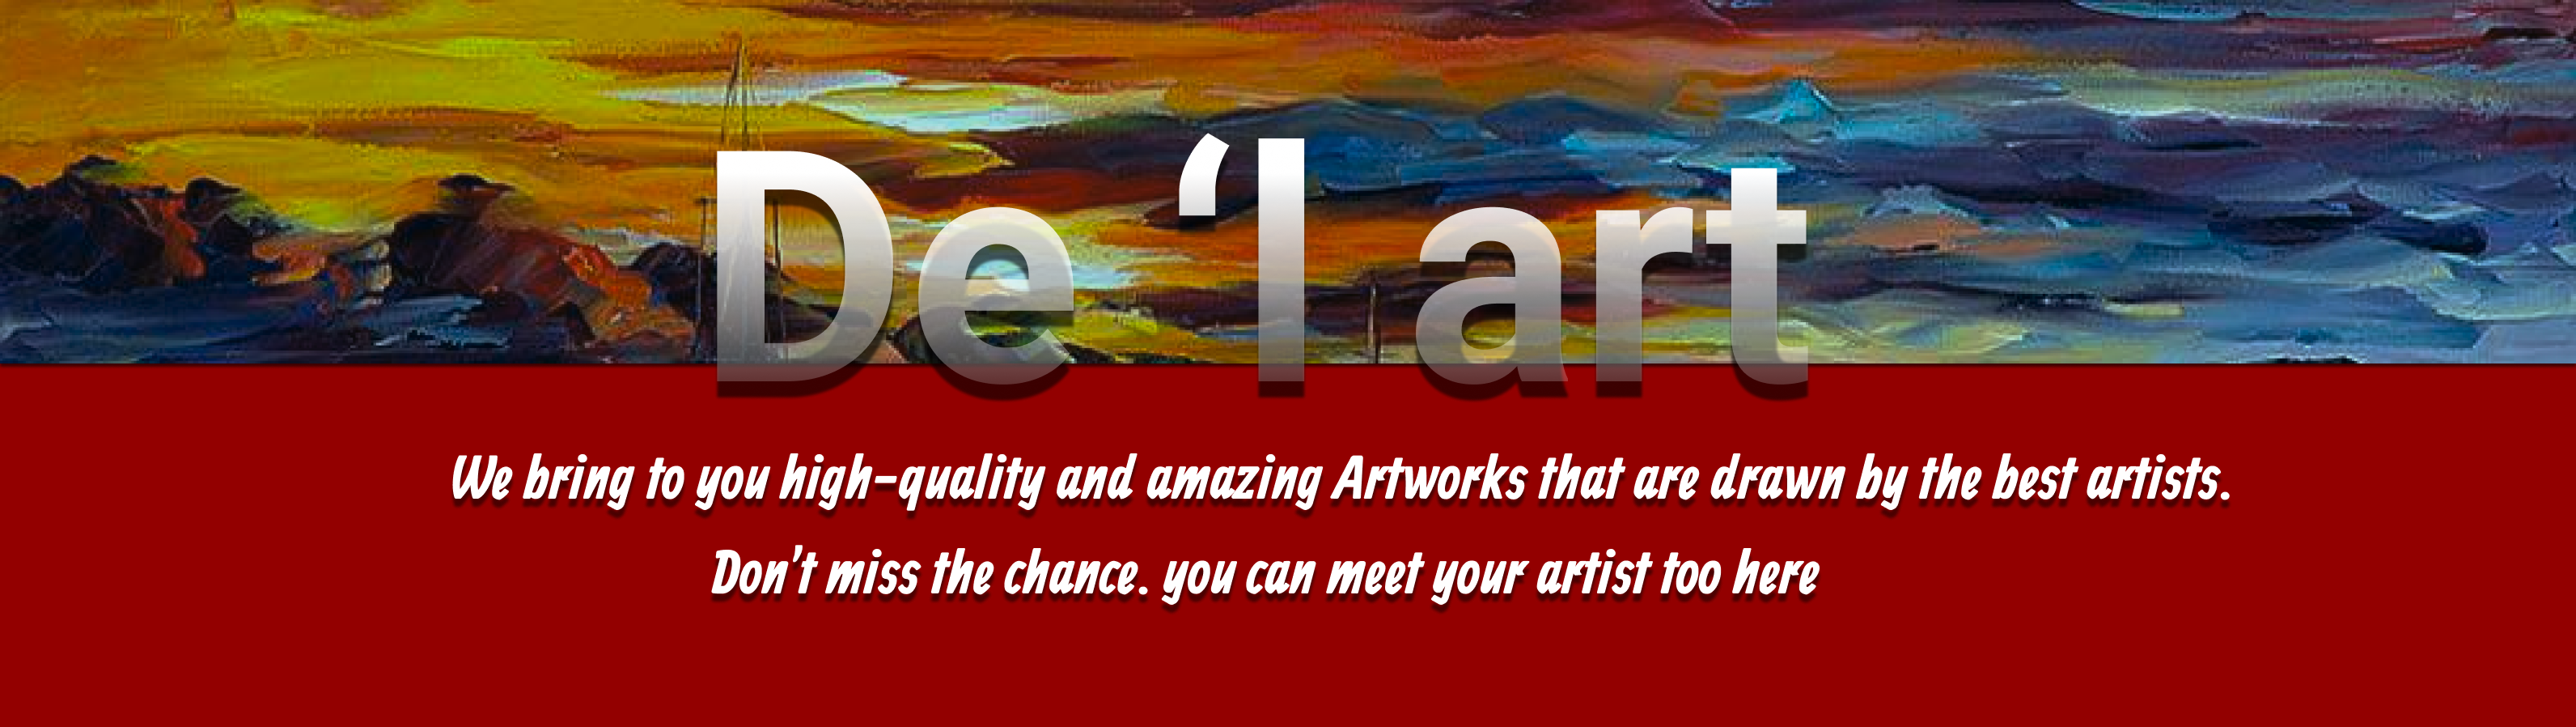 De ‘l art
We bring to you high-quality and amazing Artworks that are drawn by the best artists.
Don't miss the chance. you can meet your artist too here